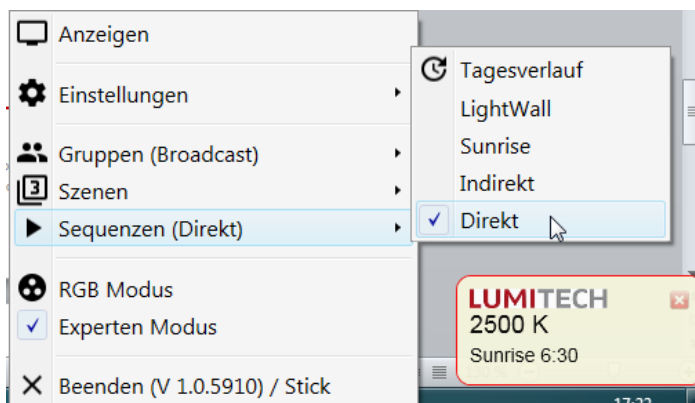 Anzeigen
Einstellungen
Gruppen (Broadcast)
3 Szenen
Sequenzen (Direkt)
RGB Modus
Experten Modus
Beenden (V 1.0.5910) / Stick
Tagesverlauf
LightWall
Sunrise
Indirekt
Direkt
LUMITECH
2500 K
Sunrise 6:30